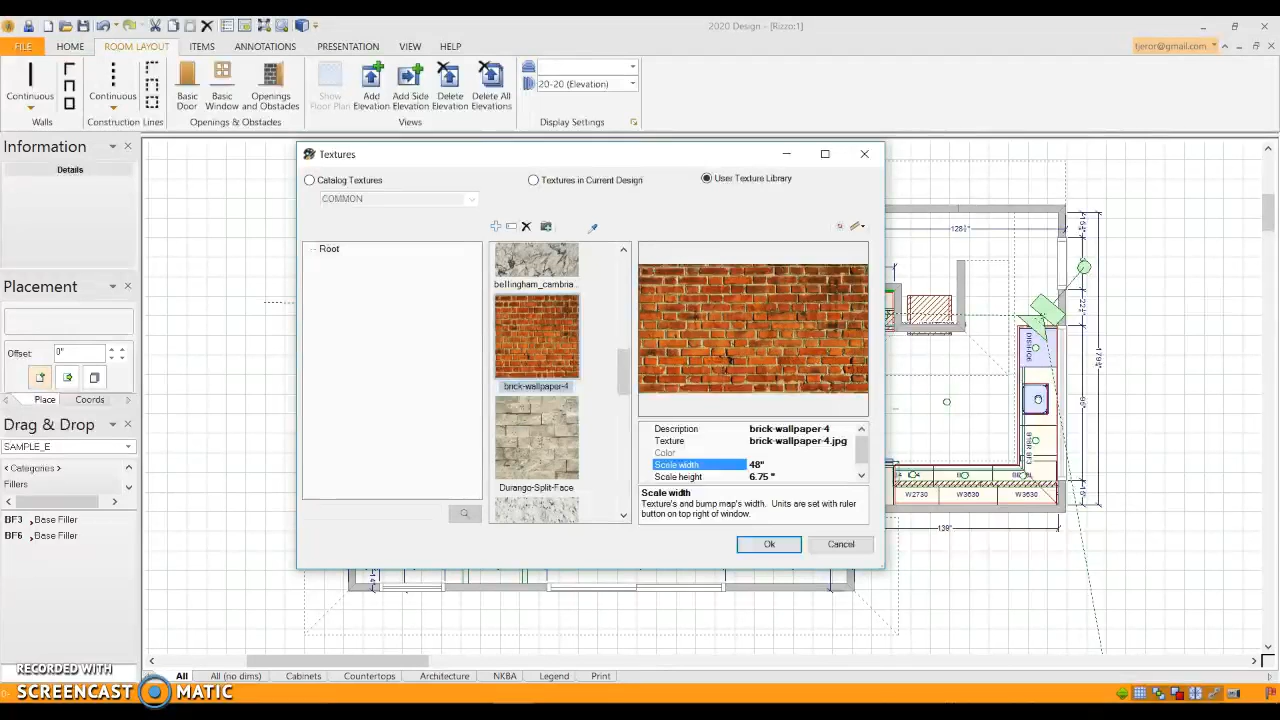 2020 Design - [Rizzo:1]
FILE HOME ROOM LAYOUT ITEMS ANNOTATIONS PRESENTATION VIEW HELP tjeror@gmail.com
Continuous Continuous Basic Door Basic Window Openings and Obstacles Show Floor Plan Add Elevation Add Side Elevation Delete Elevation Delete All Elevations 20-20 (Elevation)
Walls Construction Lines Openings & Obstacles Views Display Settings
Information
Details
Placement
Offset: 0"
Place Coords
Drag & Drop
SAMPLE_E
< Categories >
Fillers
BF3 Base Filler
BF6 Base Filler
Textures
Catalog Textures Textures in Current Design User Texture Library
COMMON
Root
bellingham_cambria...
brick-wallpaper-4
Durango-Split-Face
Description brick-wallpaper-4
Texture brick-wallpaper-4.jpg
Color
Scale width 48"
Scale height 6.75 "
Scale width
Texture's and bump map's width. Units are set with ruler
button on top right of window.
Ok Cancel
W2730 W3630 W3630
139"
All All (no dims) Cabinets Countertops Architecture NKBA Legend Print
RECORDED WITH
SCREENCAST MATIC